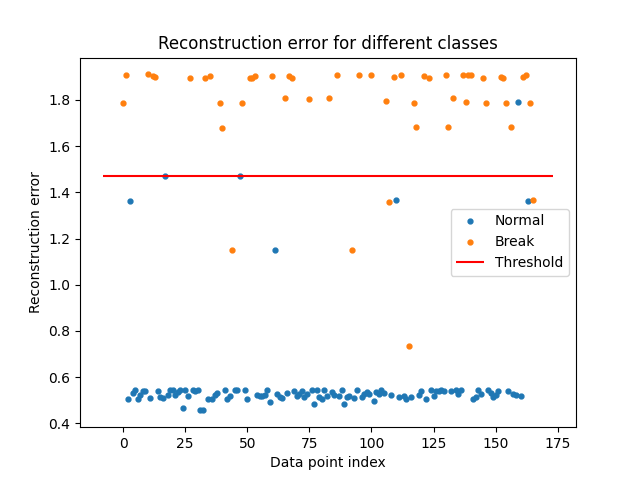 Reconstruction error for different classes
Reconstruction error
1.8
1.6
1.4
1.2
1.0
0.8
0.6
0.4
Normal
Break
Threshold
0 25 50 75 100 125 150 175
Data point index